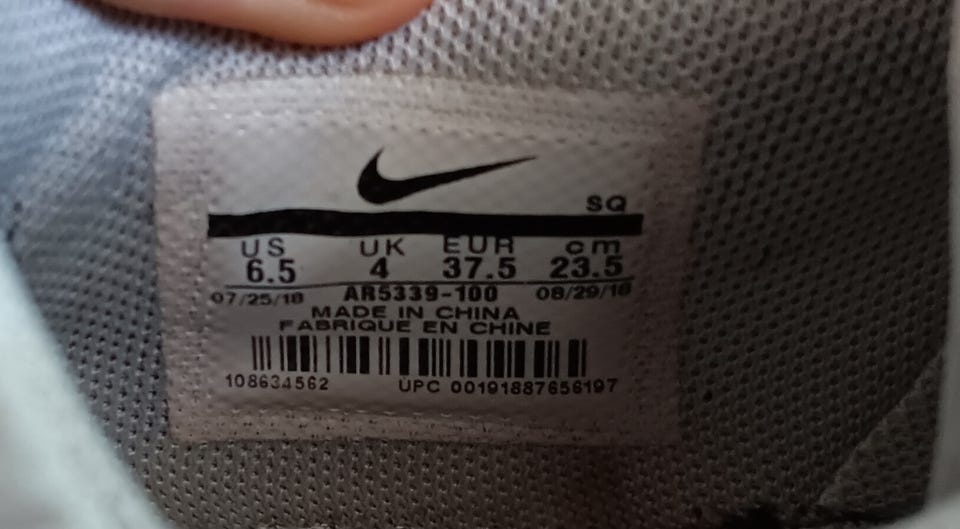 SQ
US UK EUR cm
6.5 4 37.5 23.5
07/25/18 AR5339-100 08/29/18
MADE IN CHINA
FABRIQUE EN CHINE
108634562 UPC 00191887656197